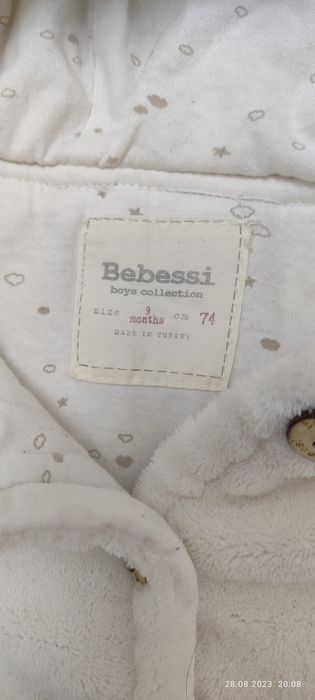 Bebessi
boys collection
size 9 months cm 74
MADE IN TURKEY
28.08.2023 20:08